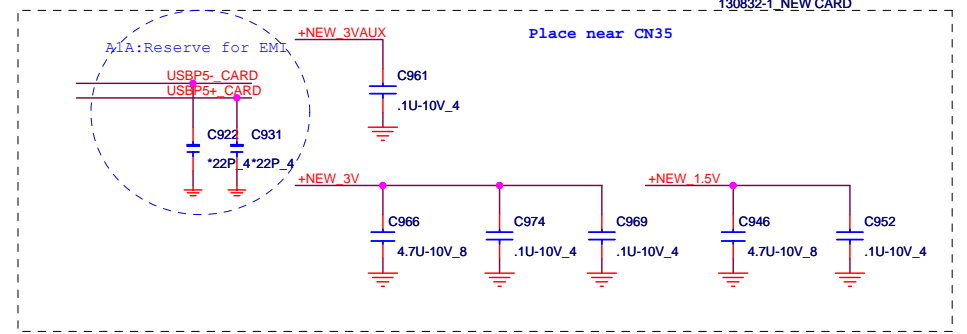 130832-1_NEW CARD
+NEW_3VAUX
Place near CN35
A1A:Reserve for EMI
USBP5-_CARD
USBP5+_CARD
C961
.1U-10V_4
C922
C931
*22P_4
*22P_4
+NEW_3V
+NEW_1.5V
C966
C974
C969
C946
C952
4.7U-10V_8
.1U-10V_4
.1U-10V_4
4.7U-10V_8
.1U-10V_4